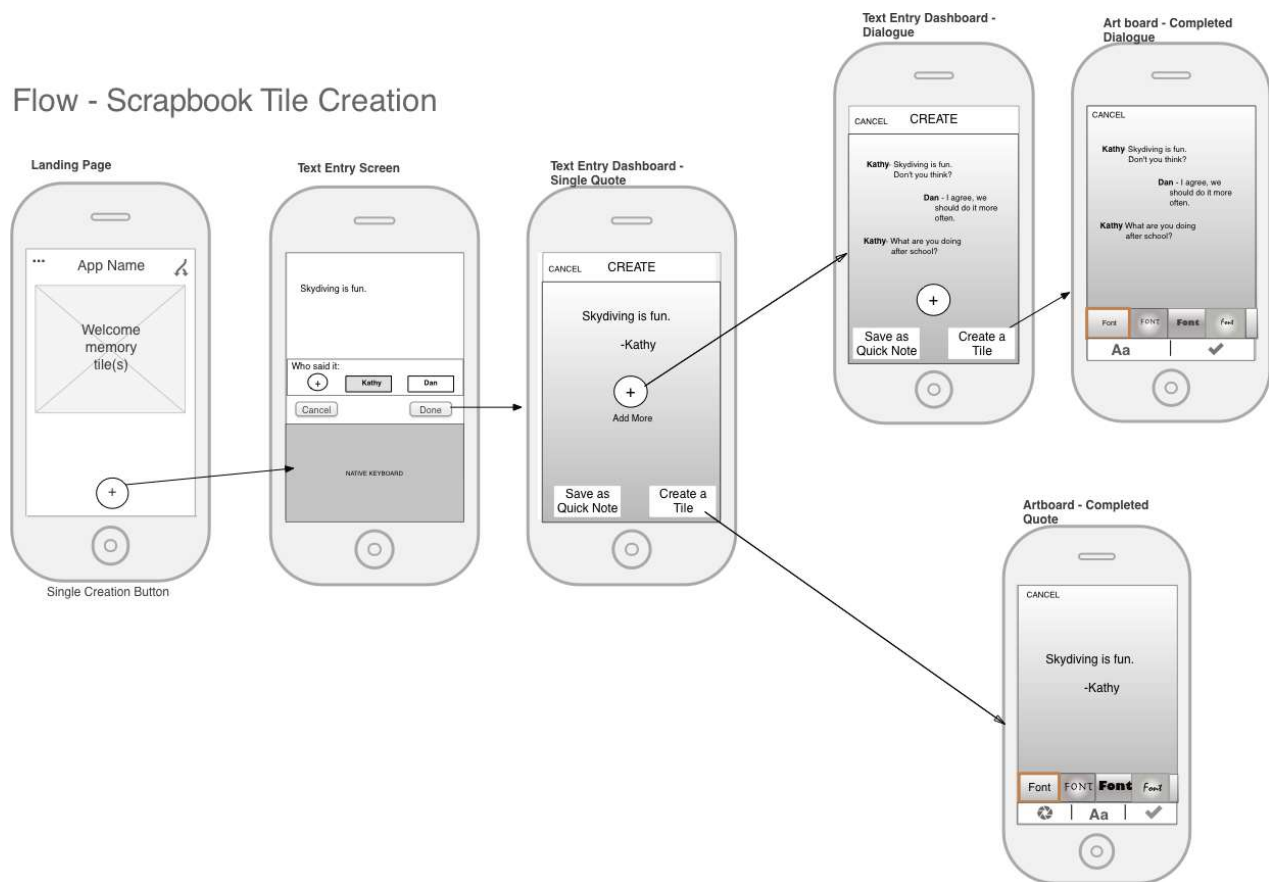 Flow - Scrapbook Tile Creation
Landing Page
...
App Name
Welcome
memory
tile(s)
+
Single Creation Button
Text Entry Screen
Skydiving is fun.
Who said it:
+ Kathy Dan
Cancel Done
NATIVE KEYBOARD
Text Entry Dashboard -
Single Quote
CANCEL CREATE
Skydiving is fun.
-Kathy
+
Add More
Save as
Quick Note
Create a
Tile
Text Entry Dashboard -
Dialogue
CANCEL CREATE
Kathy- Skydiving is fun.
Don't you think?
Dan - I agree, we
should do it more
often.
Kathy- What are you doing
after school?
+
Save as
Quick Note
Create a
Tile
Art board - Completed
Dialogue
CANCEL
Kathy Skydiving is fun.
Don't you think?
Dan - I agree, we
should do it more
often.
Kathy What are you doing
after school?
Font FONT Font Font
Aa
Artboard - Completed
Quote
CANCEL
Skydiving is fun.
-Kathy
Font FONT Font Font
Aa